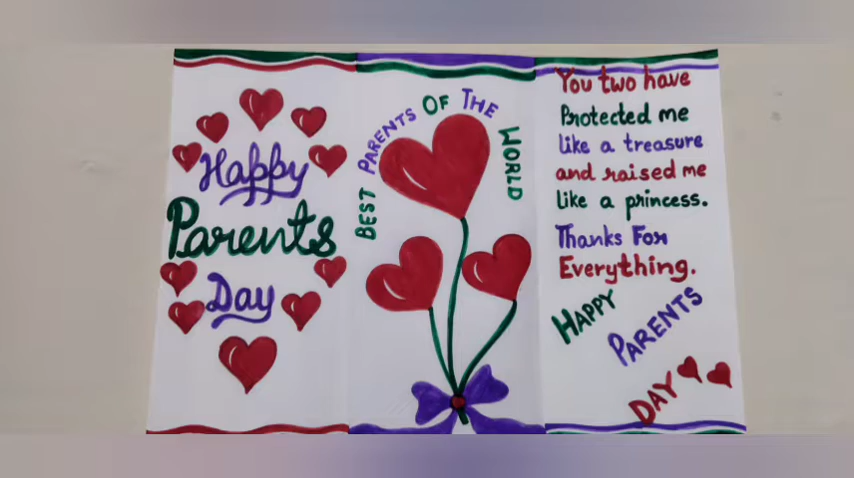 Happy
Parents
Day
BEST PARENTS OF THE WORLD
You two have
Protected me
like a treasure
and raised me
like a princess.
Thanks For
Everything.
HAPPY
PARENTS
DAY